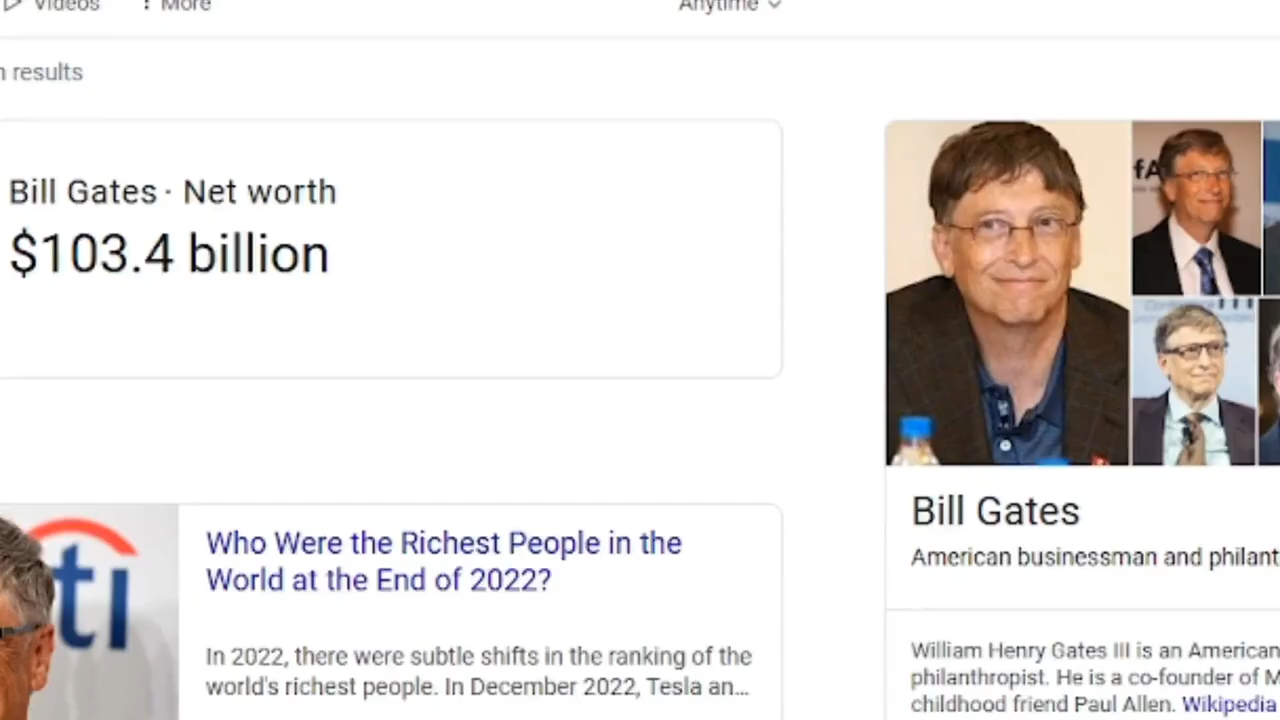 Videos
More
Anytime
results
Bill Gates · Net worth
$103.4 billion
Who Were the Richest People in the
World at the End of 2022?
In 2022, there were subtle shifts in the ranking of the
world's richest people. In December 2022, Tesla an...
ti
Bill Gates
American businessman and philant
William Henry Gates III is an American
philanthropist. He is a co-founder of M
childhood friend Paul Allen. Wikipedia